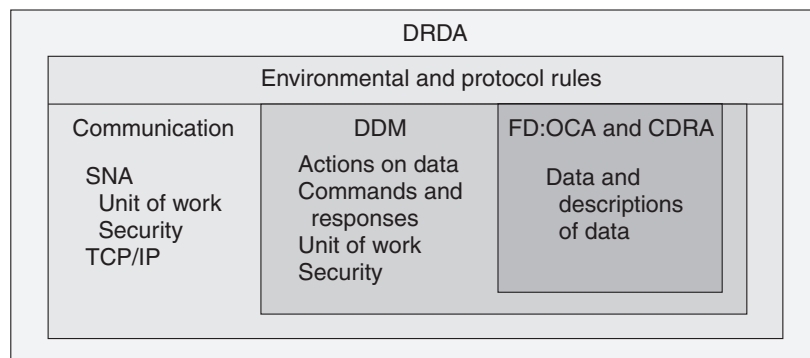 DRDA
Environmental and protocol rules
Communication
SNA
Unit of work
Security
TCP/IP
DDM
Actions on data
Commands and
responses
Unit of work
Security
FD:OCA and CDRA
Data and
descriptions
of data